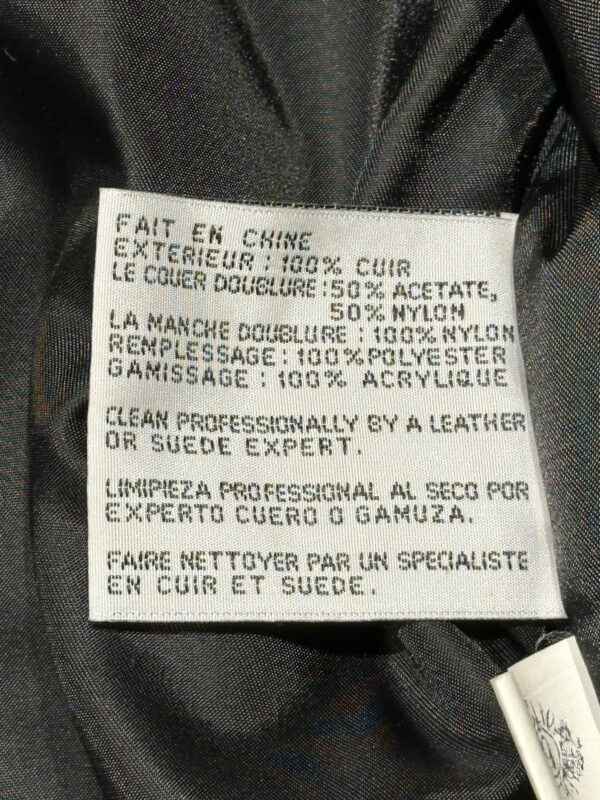 FAIT EN CHINE
EXTERIEUR : 100% CUIR
LE COUER DOUBLURE : 50% ACETATE,
50% NYLON
LA MANCHE DOUBLURE : 100% NYLON
REMPLESSAGE : 100% POLYESTER
GAMISSAGE : 100% ACRYLIQUE
CLEAN PROFESSIONALLY BY A LEATHER
OR SUEDE EXPERT.
LIMIPIEZA PROFESSIONAL AL SECO POR
EXPERTO CUERO O GAMUZA.
FAIRE NETTOYER PAR UN SPECIALISTE
EN CUIR ET SUEDE.